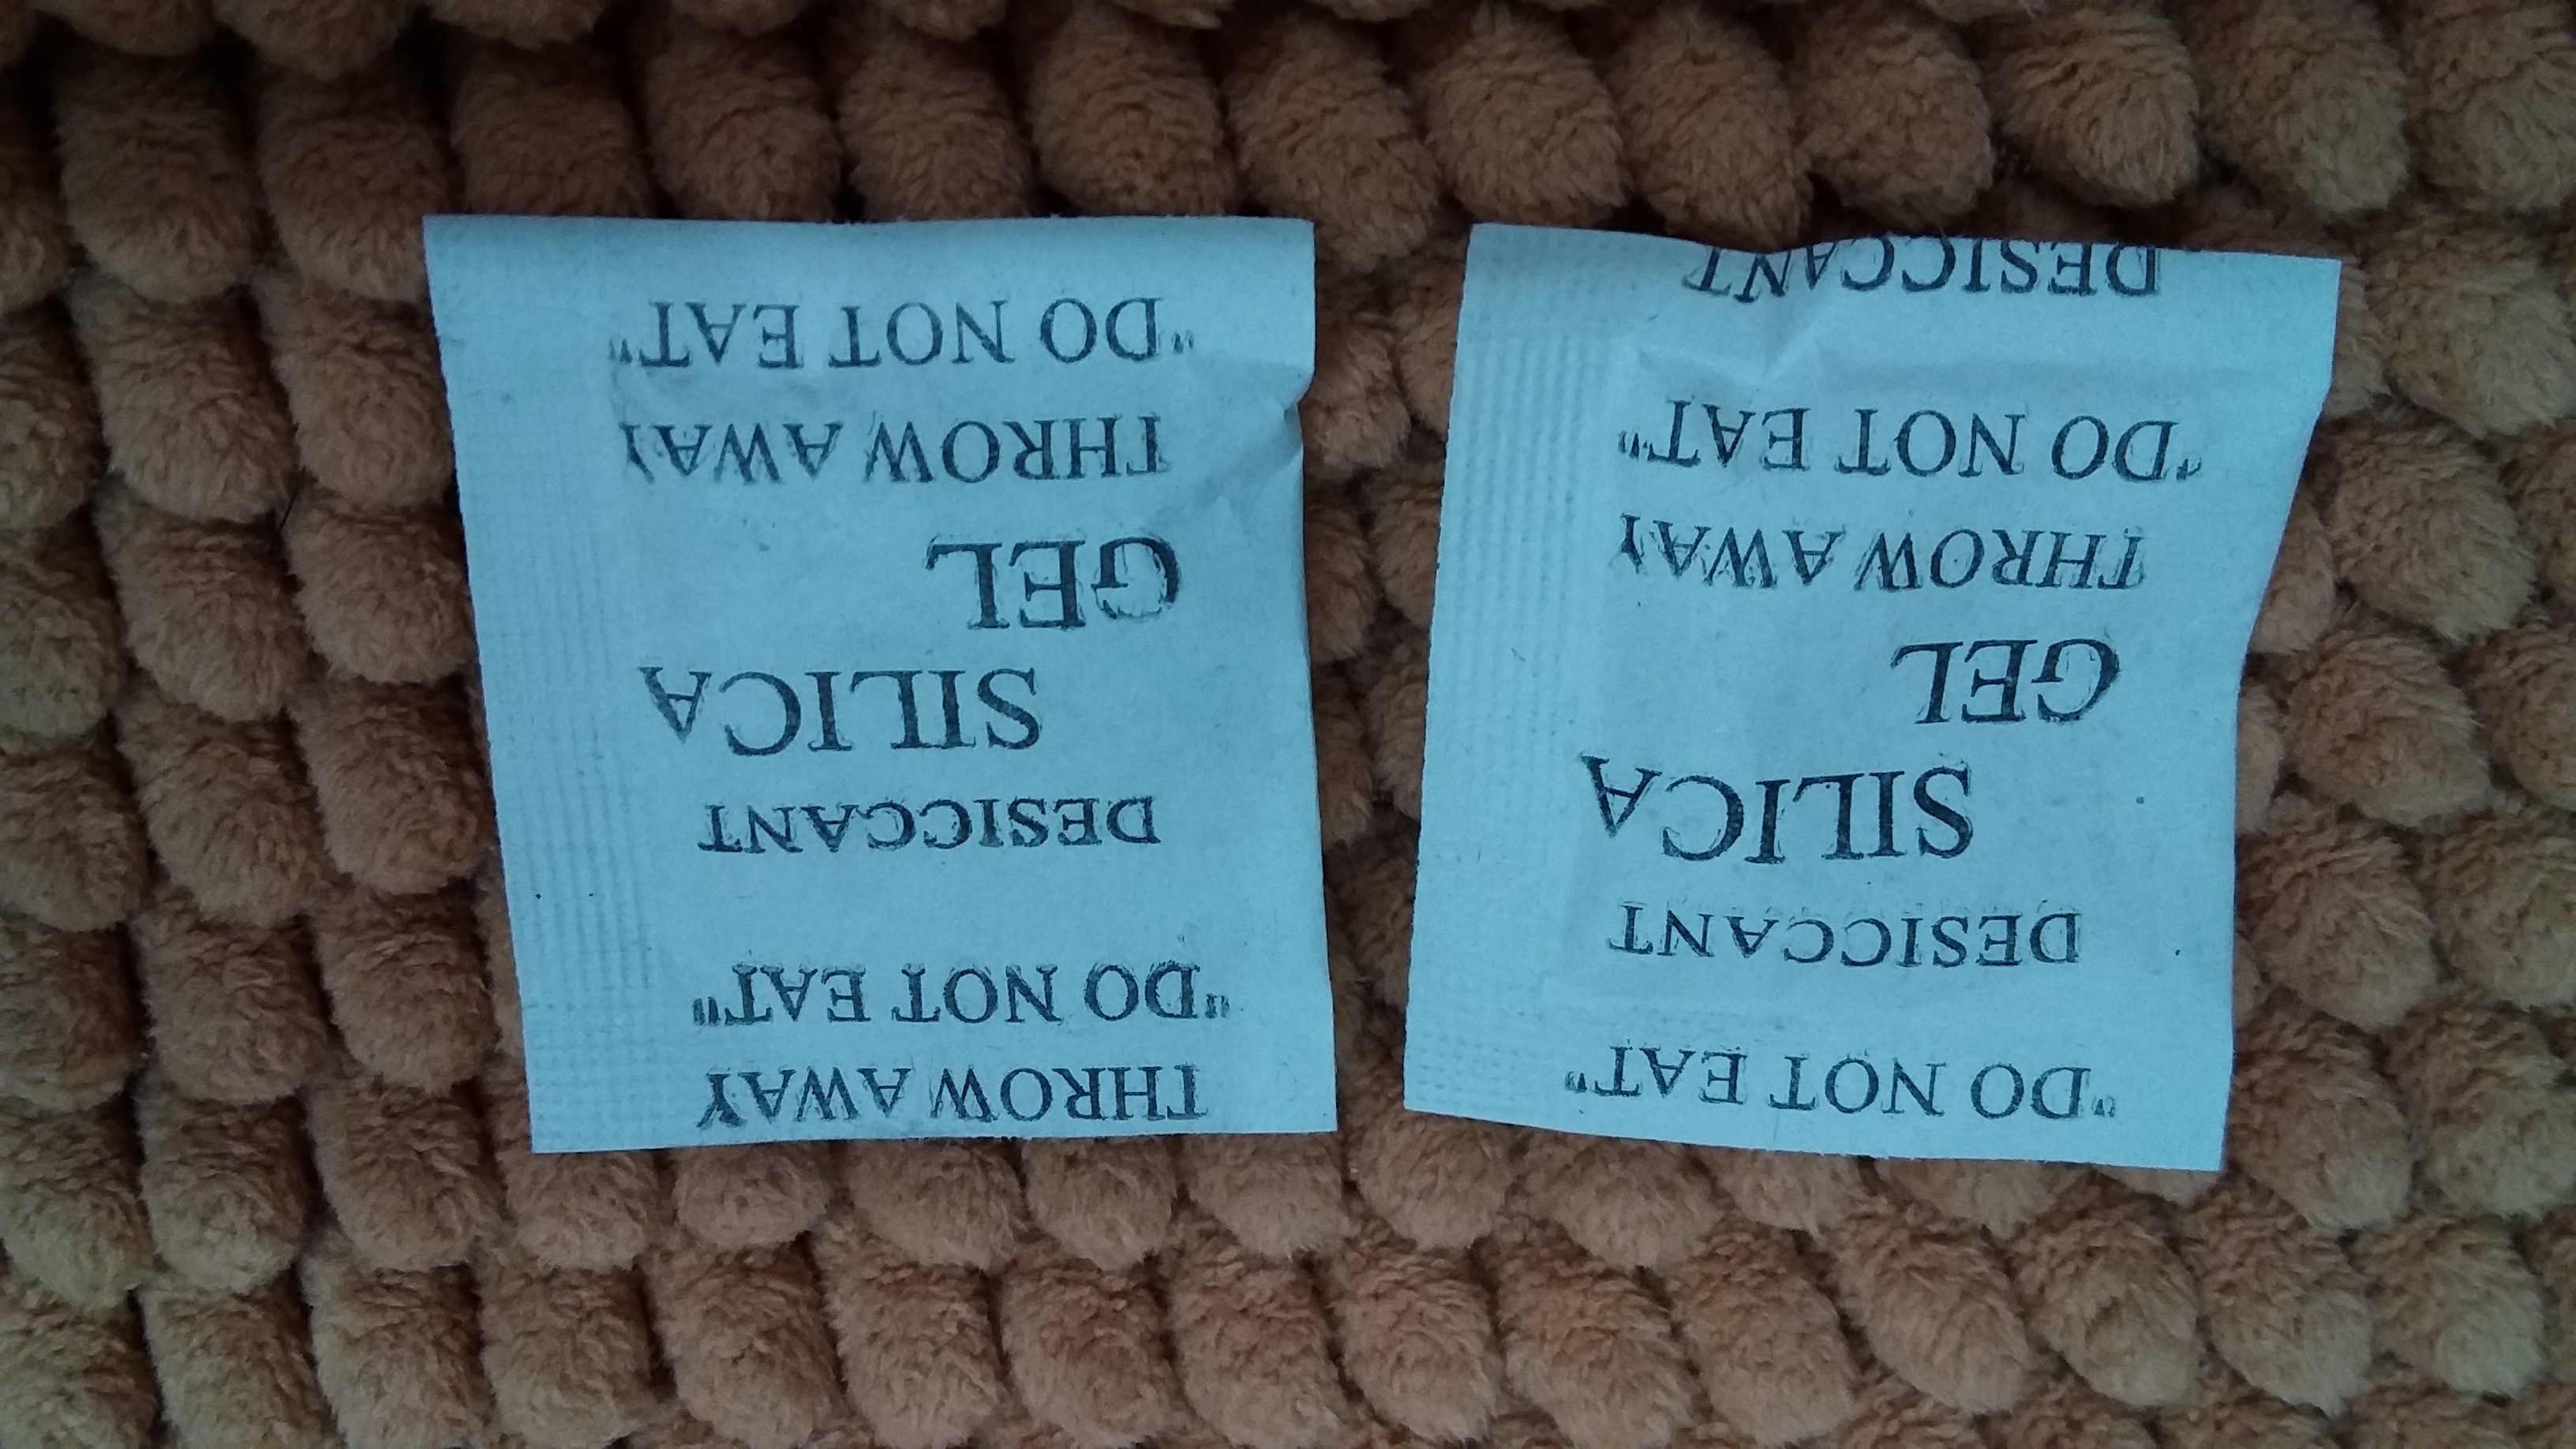 "DO NOT EAT"
DESICCANT
SILICA
GEL
THROW AWAY
"DO NOT EAT"
DESICCANT
THROW AWAY
"DO NOT EAT"
DESICCANT
SILICA
GEL
THROW AWAY
"DO NOT EAT"